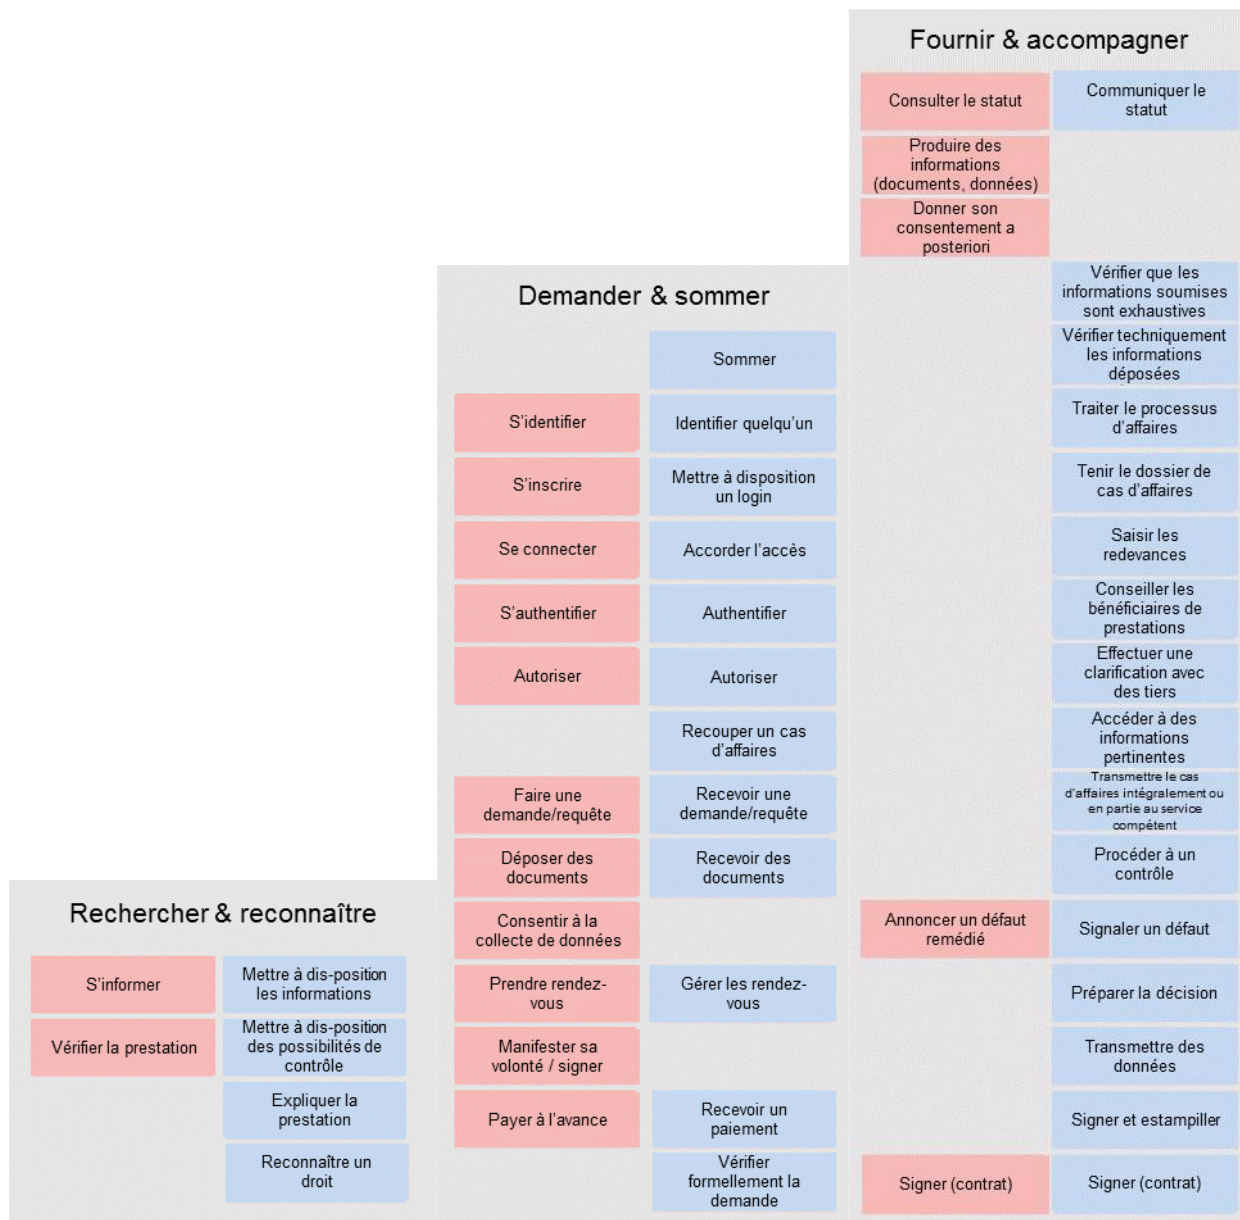 Rechercher & reconnaître
S'informer
Mettre à dis-position
les informations
Vérifier la prestation
Mettre à dis-position
des possibilités de
contrôle
Expliquer la
prestation
Reconnaître un
droit
Demander & sommer
Sommer
S'identifier
Identifier quelqu'un
S'inscrire
Mettre à disposition
un login
Se connecter
Accorder l'accès
S'authentifier
Authentifier
Autoriser
Autoriser
Recouper un cas
d'affaires
Faire une
demande/requête
Recevoir une
demande/requête
Déposer des
documents
Recevoir des
documents
Consentir à la
collecte de données
Prendre rendez-
vous
Gérer les rendez-
vous
Manifester sa
volonté / signer
Payer à l'avance
Recevoir un
paiement
Vérifier
formellement la
demande
Fournir & accompagner
Consulter le statut
Communiquer le
statut
Produire des
informations
(documents, données)
Donner son
consentement a
posteriori
Vérifier que les
informations soumises
sont exhaustives
Vérifier techniquement
les informations
déposées
Traiter le processus
d'affaires
Tenir le dossier de
cas d'affaires
Saisir les
redevances
Conseiller les
bénéficiaires de
prestations
Effectuer une
clarification avec
des tiers
Accéder à des
informations
pertinentes
Transmettre le cas
d'affaires intégralement ou
en partie au service
compétent
Procéder à un
contrôle
Annoncer un défaut
remédié
Signaler un défaut
Préparer la décision
Transmettre des
données
Signer et estampiller
Signer (contrat)
Signer (contrat)